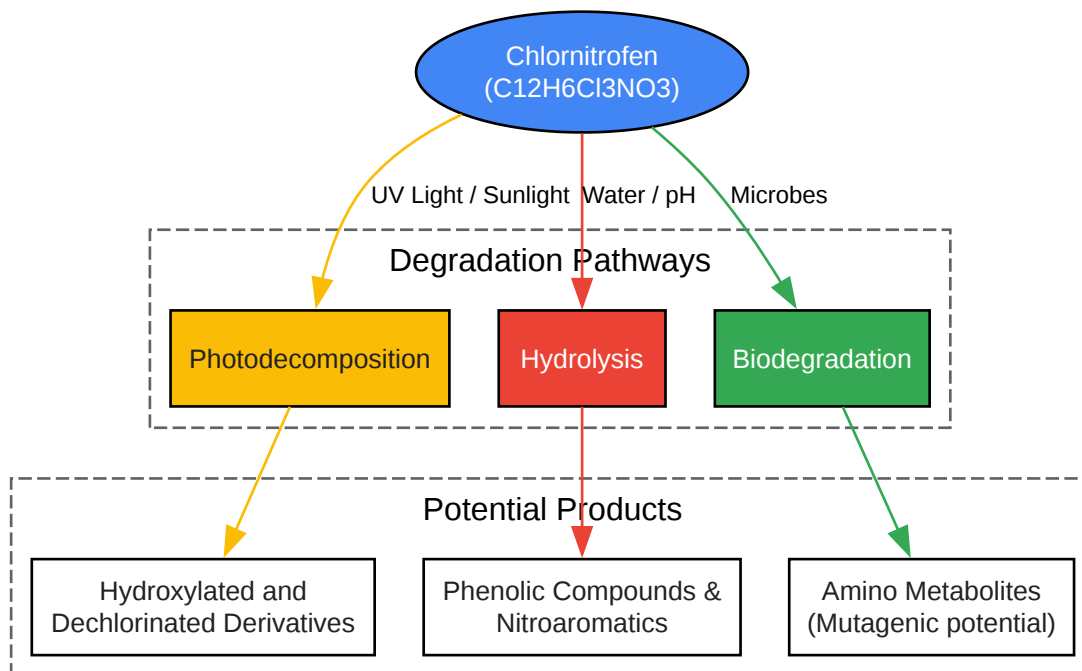 Chlornitrofen
(C12H6Cl3NO3)
UV Light / Sunlight
Water / pH
Microbes
Degradation Pathways
Photodecomposition
Hydrolysis
Biodegradation
Potential Products
Hydroxylated and
Dechlorinated Derivatives
Phenolic Compounds &
Nitroaromatics
Amino Metabolites
(Mutagenic potential)